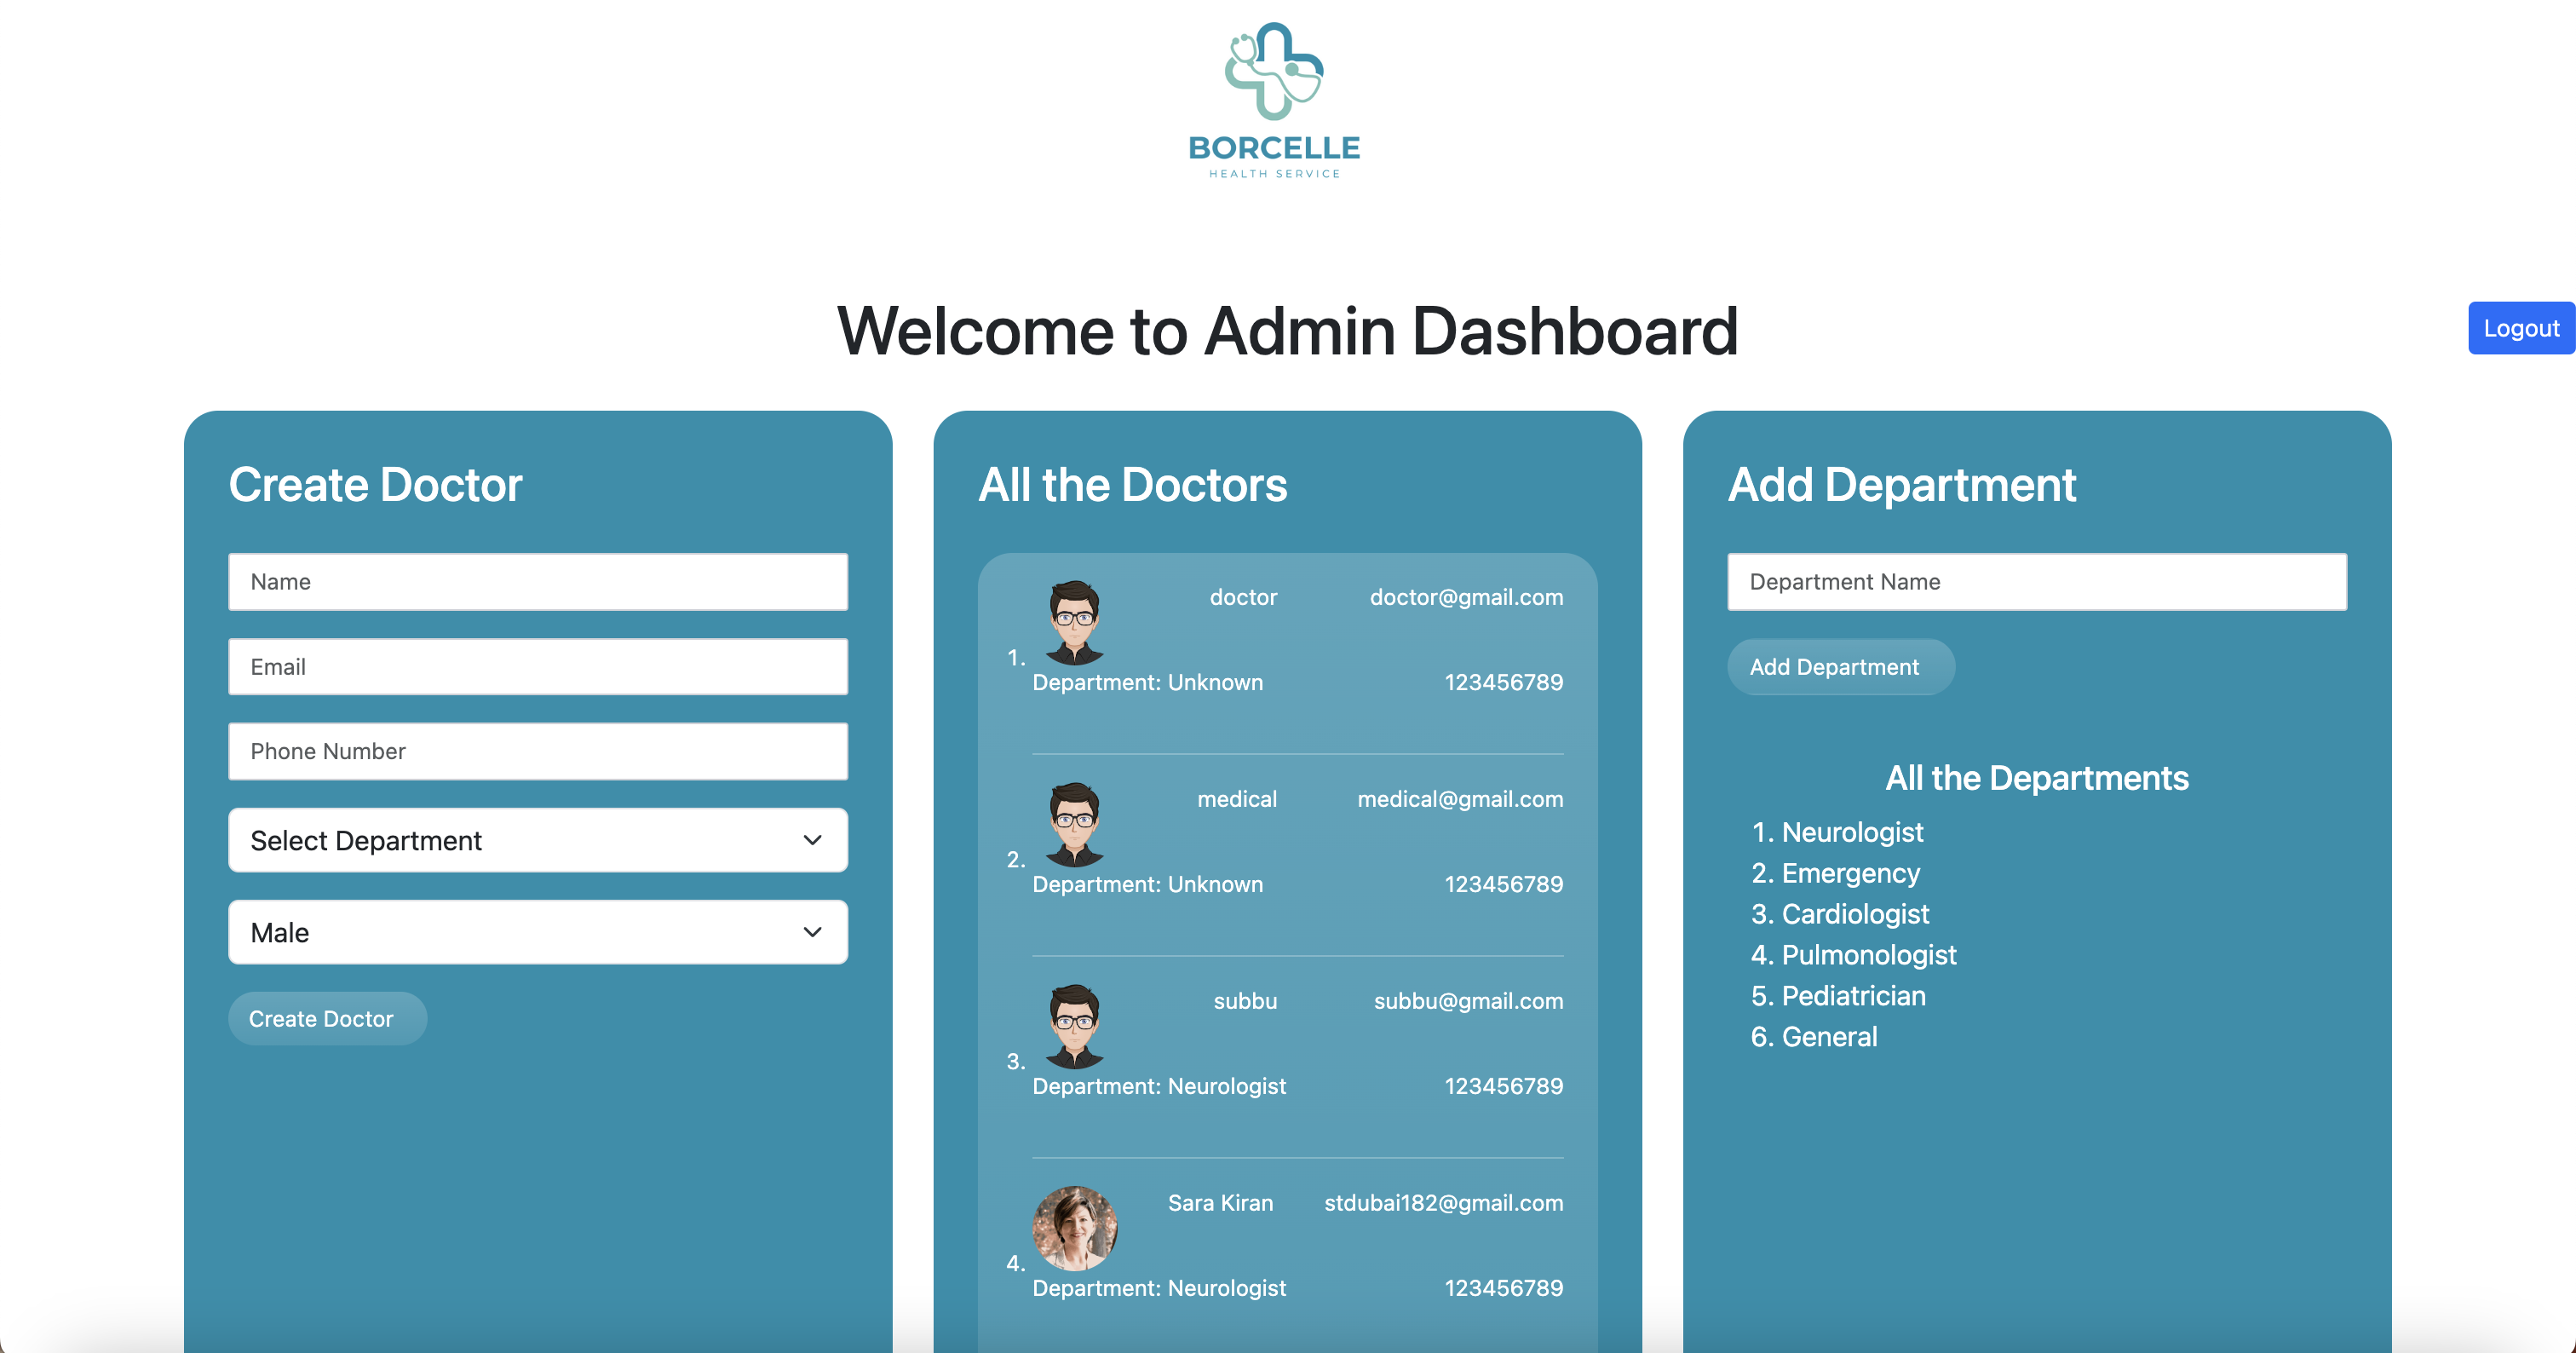 BORCELLE
HEALTH SERVICE
Welcome to Admin Dashboard
Logout
Create Doctor
Name
Email
Phone Number
Select Department
Male
Create Doctor
All the Doctors
1. doctor doctor@gmail.com
Department: Unknown 123456789
2. medical medical@gmail.com
Department: Unknown 123456789
3. subbu subbu@gmail.com
Department: Neurologist 123456789
4. Sara Kiran stdubai182@gmail.com
Department: Neurologist 123456789
Add Department
Department Name
Add Department
All the Departments
1. Neurologist
2. Emergency
3. Cardiologist
4. Pulmonologist
5. Pediatrician
6. General